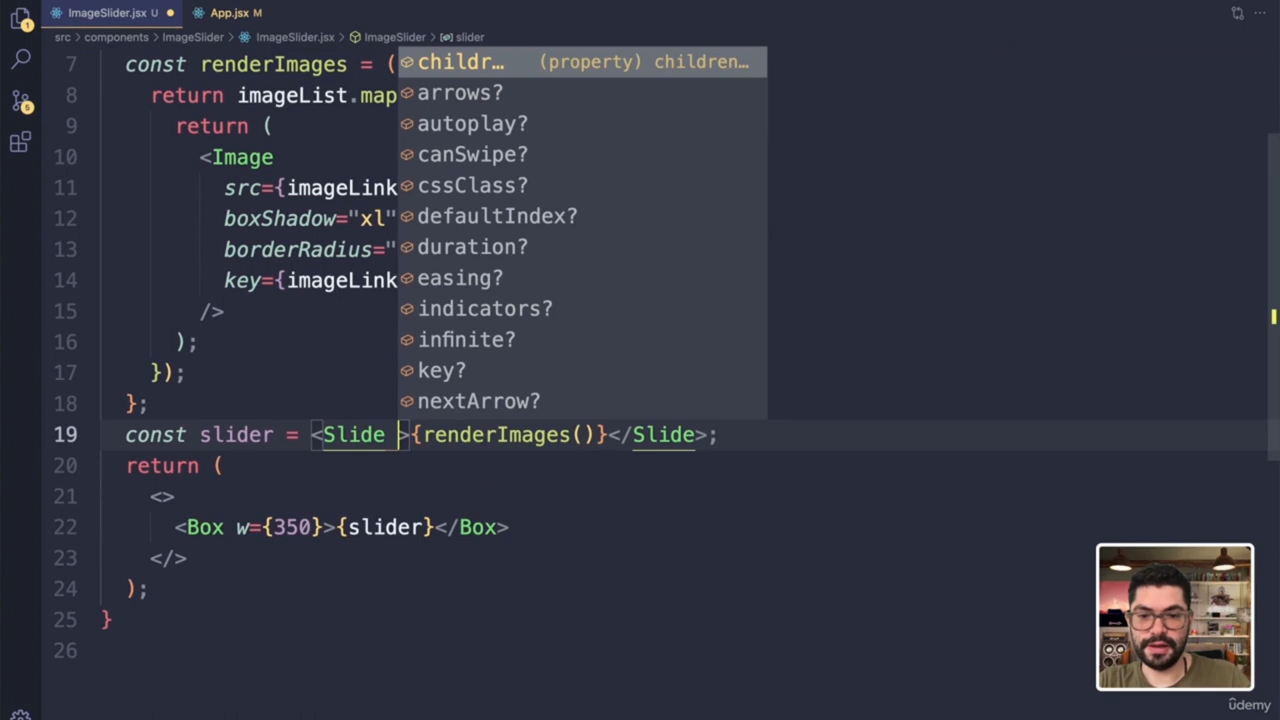 ImageSlider.jsx U
App.jsx M
src > components > ImageSlider > ImageSlider.jsx > ImageSlider > slider
7 const renderImages = (
8 return imageList.map
9 return (
10 <Image
11 src={imageLink
12 boxShadow="xl"
13 borderRadius="
14 key={imageLink
15 />
16 );
17 });
18 };
19 const slider = <Slide >{renderImages()}</Slide>;
20 return (
21 <>
22 <Box w={350}>{slider}</Box>
23 </>
24 );
25 }
26
childr… (property) children…
arrows?
autoplay?
canSwipe?
cssClass?
defaultIndex?
duration?
easing?
indicators?
infinite?
key?
nextArrow?
1
6
udemy